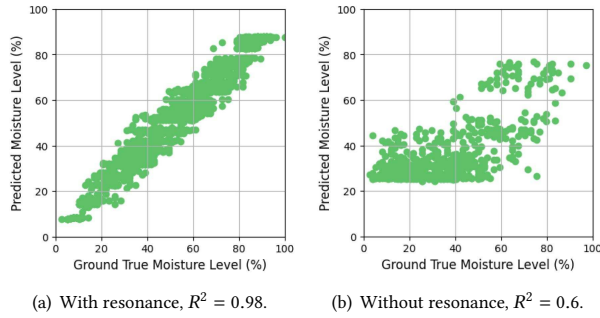 100
80
60
40
20
0
Predicted Moisture Level (%)
0 20 40 60 80 100
Ground True Moisture Level (%)
(a) With resonance, R² = 0.98.
100
80
60
40
20
0
Predicted Moisture Level (%)
0 20 40 60 80 100
Ground True Moisture Level (%)
(b) Without resonance, R² = 0.6.